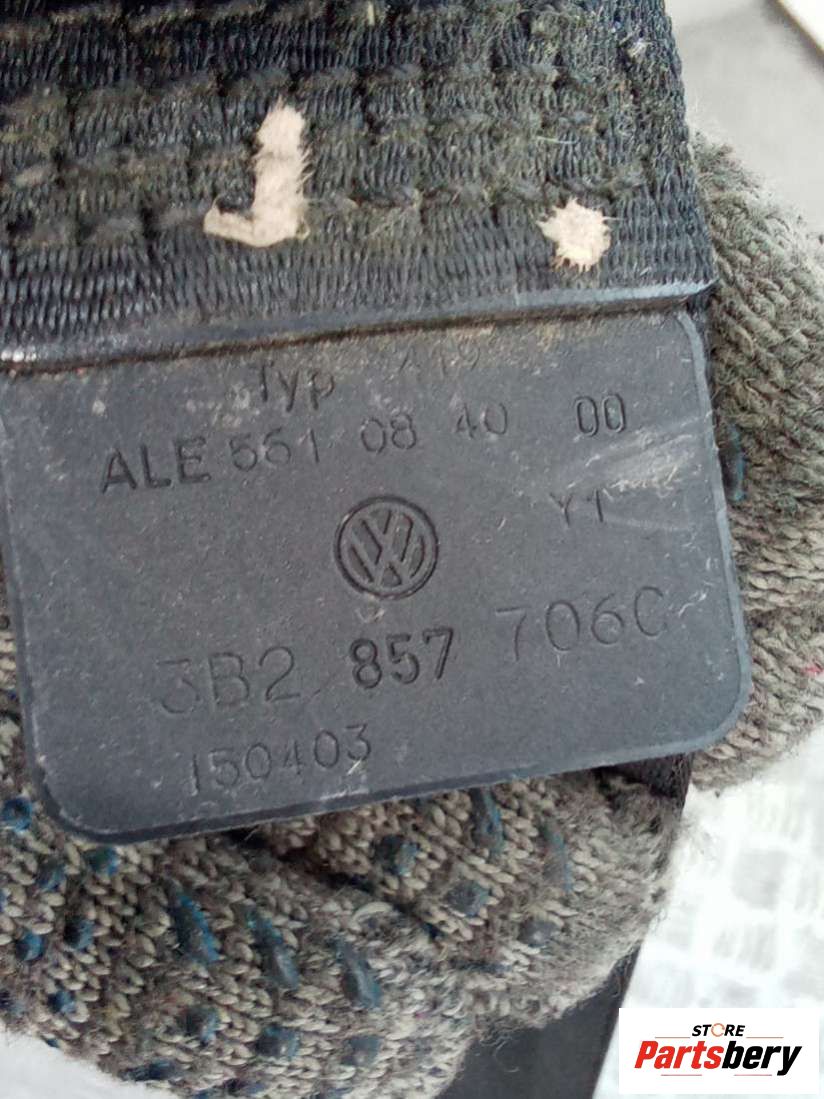 Typ
ALE 561 08 40 00
Y1
3B2 857 706C
150403
STORE
Partsbery